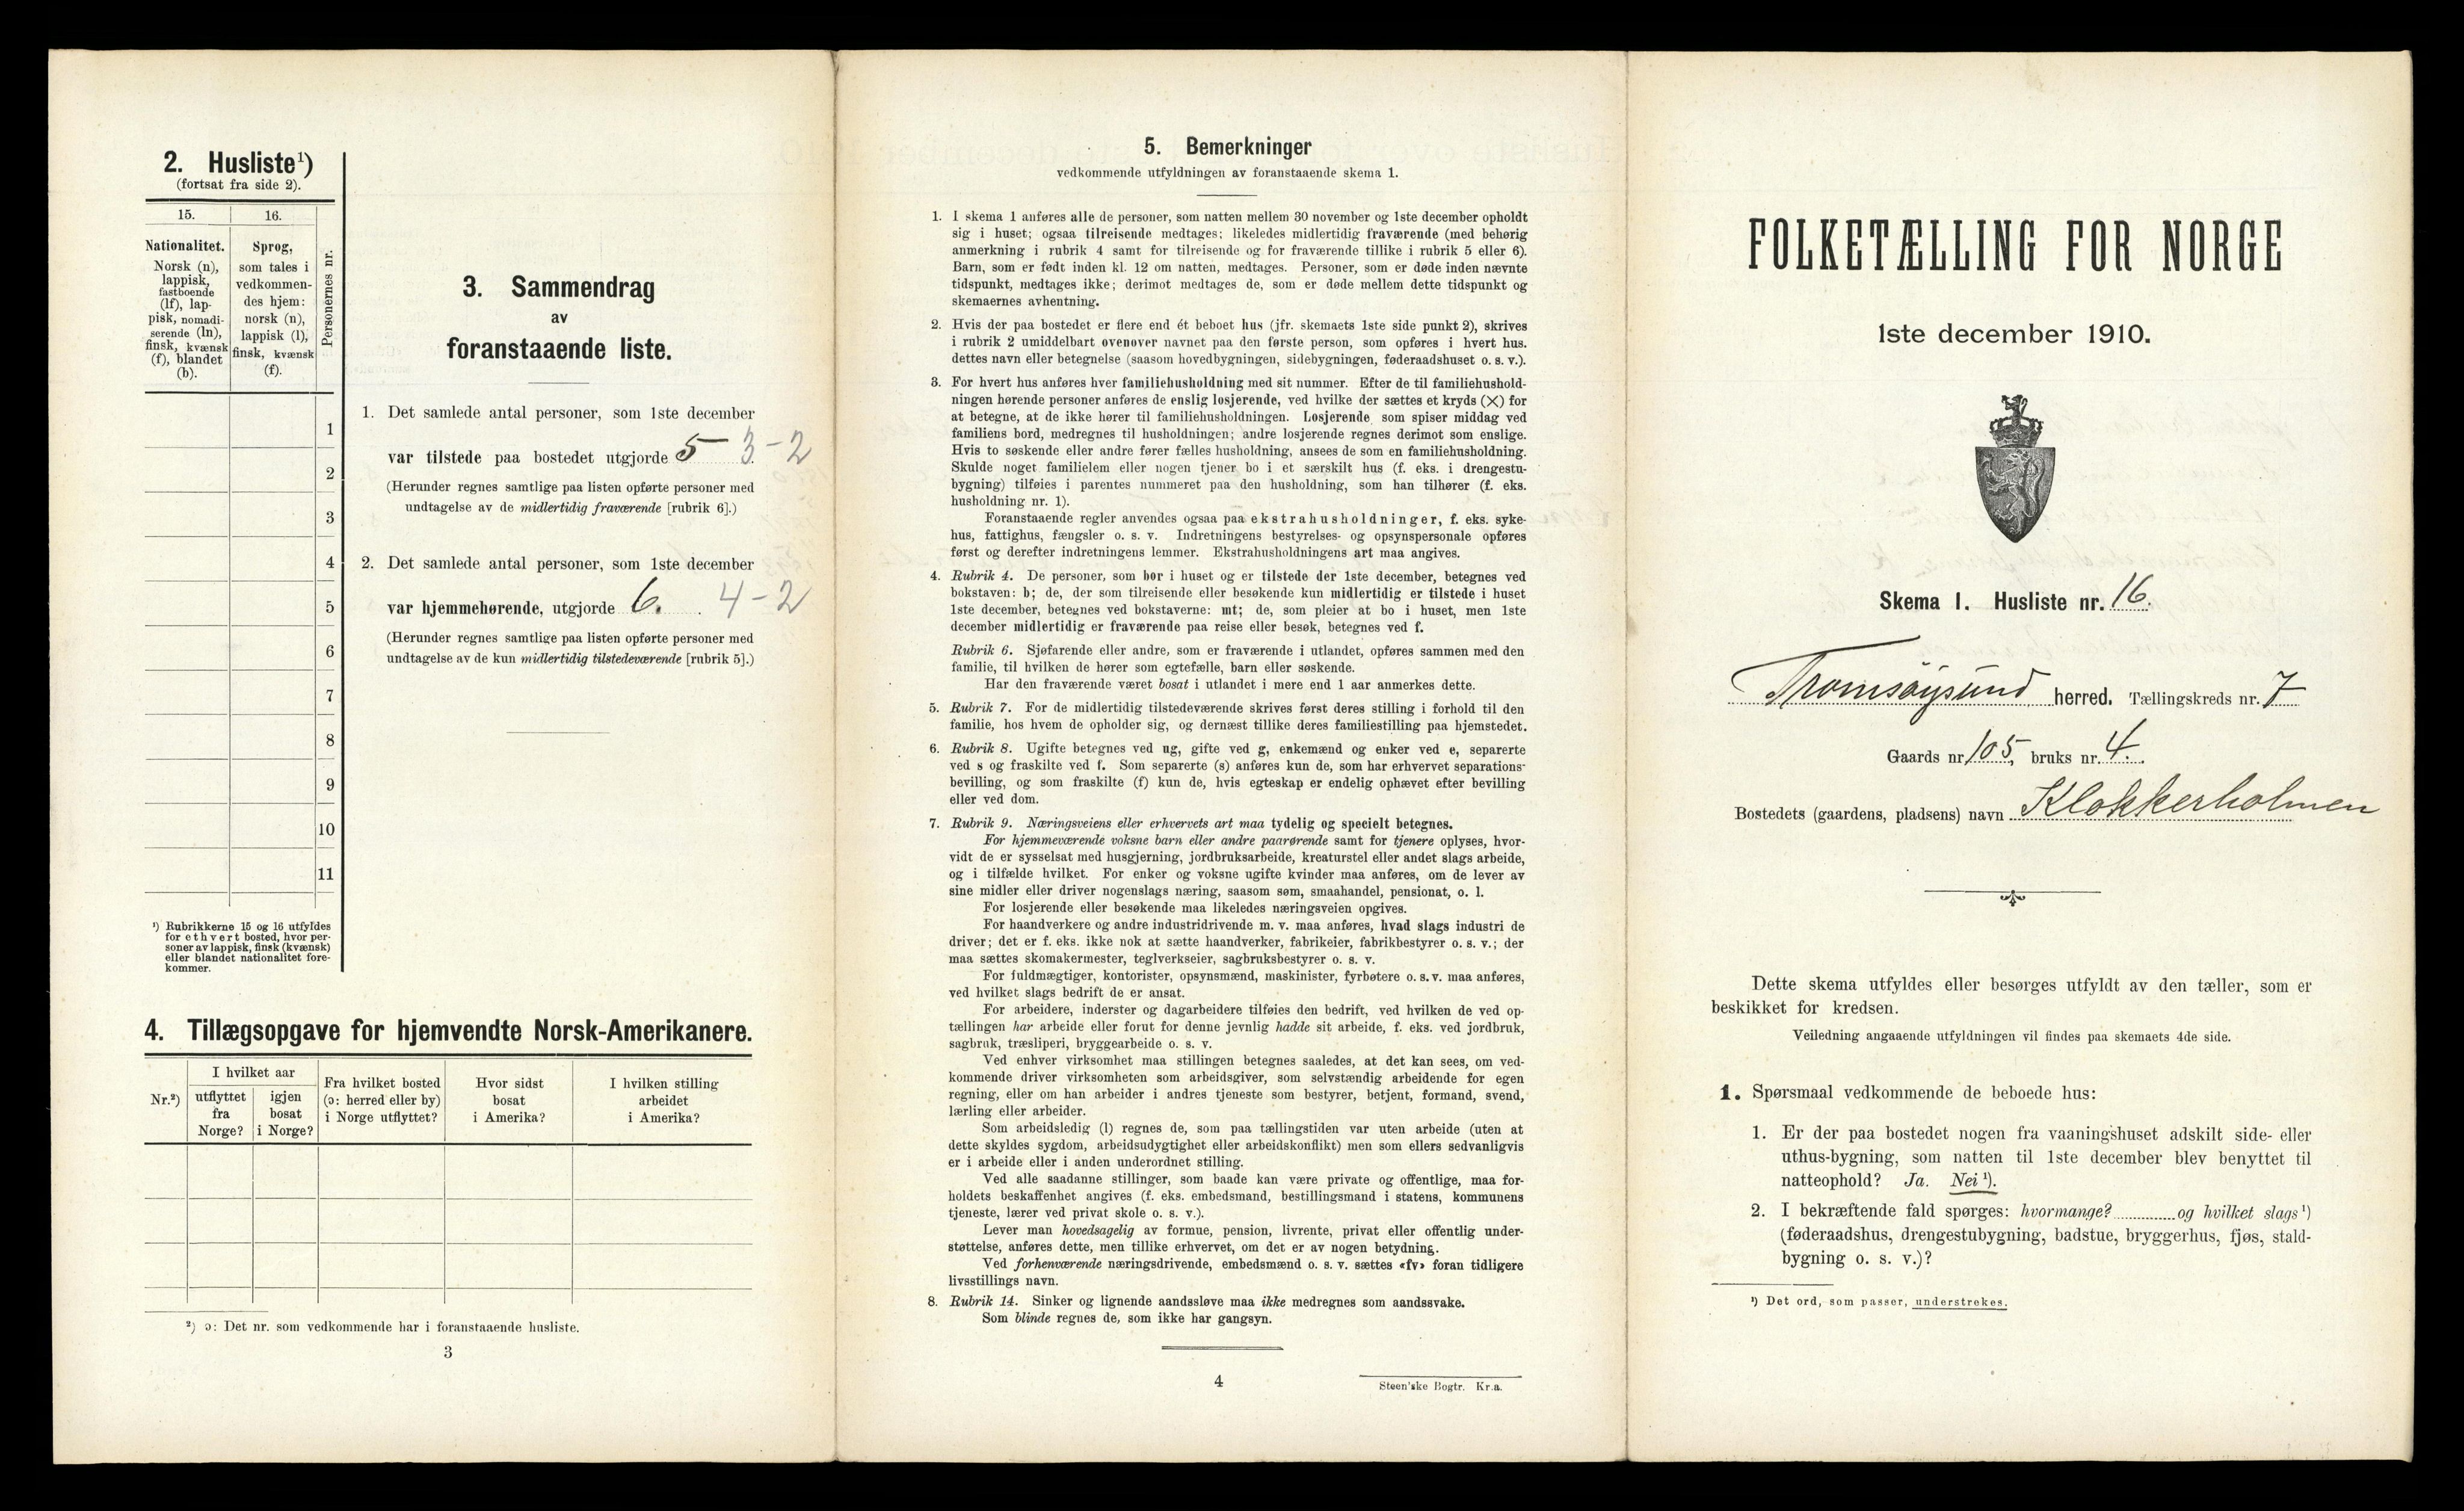 2. Husliste¹)
(fortsat fra side 2).
15. 16.
Nationalitet.
Norsk (n),
lappisk,
fastboende
(lf), lap-
pisk, nomadi-
serende (ln),
finsk, kvænsk
(f), blandet
(b).
Sprog,
som tales i
vedkommen-
des hjem:
norsk (n),
lappisk (l),
finsk, kvænsk
(f).
Personernes nr.
1
2
3
4
5
6
7
8
9
10
11
¹) Rubrikkerne 15 og 16 utfyldes
for ethvert bosted, hvor per-
soner av lappisk, finsk (kvænsk)
eller blandet nationalitet fore-
kommer.
3. Sammendrag
av
foranstaaende liste.
1. Det samlede antal personer, som 1ste december
var tilstede paa bostedet utgjorde 5 3-2
(Herunder regnes samtlige paa listen opførte personer med
undtagelse av de midlertidig fraværende [rubrik 6].)
2. Det samlede antal personer, som 1ste december
var hjemmehørende, utgjorde 6. 4-2
(Herunder regnes samtlige paa listen opførte personer med
undtagelse av de kun midlertidig tilstedeværende [rubrik 5].)
4. Tillægsopgave for hjemvendte Norsk-Amerikanere.
Nr.²)
I hvilket aar
utflyttet
fra
Norge?
igjen
bosat
i Norge?
Fra hvilket bosted
(ɔ: herred eller by)
i Norge utflyttet?
Hvor sidst
bosat
i Amerika?
I hvilken stilling
arbeidet
i Amerika?
²) ɔ: Det nr. som vedkommende har i foranstaaende husliste.
3
5. Bemerkninger
vedkommende utfyldningen av foranstaaende skema 1.
1. I skema 1 anføres alle de personer, som natten mellem 30 november og 1ste december opholdt
sig i huset; ogsaa tilreisende medtages; likeledes midlertidig fraværende (med behørig
anmerkning i rubrik 4 samt for tilreisende og for fraværende tillike i rubrik 5 eller 6).
Barn, som er født inden kl. 12 om natten, medtages. Personer, som er døde inden nævnte
tidspunkt, medtages ikke; derimot medtages de, som er døde mellem dette tidspunkt og
skemaernes avhentning.
2. Hvis der paa bostedet er flere end ét beboet hus (jfr. skemaets 1ste side punkt 2), skrives
i rubrik 2 umiddelbart ovenover navnet paa den første person, som opføres i hvert hus.
dettes navn eller betegnelse (saasom hovedbygningen, sidebygningen, føderaadshuset o. s. v.).
3. For hvert hus anføres hver familiehusholdning med sit nummer. Efter de til familiehushold-
ningen hørende personer anføres de enslig losjerende, ved hvilke der sættes et kryds (✕) for
at betegne, at de ikke hører til familiehusholdningen. Losjerende som spiser middag ved
familiens bord, medregnes til husholdningen; andre losjerende regnes derimot som enslige.
Hvis to søskende eller andre fører fælles husholdning, ansees de som en familiehusholdning.
Skulde noget familielem eller nogen tjener bo i et særskilt hus (f. eks. i drengestu-
bygning) tilføies i parentes nummeret paa den husholdning, som han tilhører (f. eks.
husholdning nr. 1).
Foranstaaende regler anvendes ogsaa paa ekstrahusholdninger, f. eks. syke-
hus, fattighus, fængsler o. s. v. Indretningens bestyrelses- og opsynspersonale opføres
først og derefter indretningens lemmer. Ekstrahusholdningens art maa angives.
4. Rubrik 4. De personer, som bor i huset og er tilstede der 1ste december, betegnes ved
bokstaven: b; de, der som tilreisende eller besøkende kun midlertidig er tilstede i huset
1ste december, betegnes ved bokstaverne: mt; de, som pleier at bo i huset, men 1ste
december midlertidig er fraværende paa reise eller besøk, betegnes ved f.
Rubrik 6. Sjøfarende eller andre, som er fraværende i utlandet, opføres sammen med den
familie, til hvilken de hører som egtefælle, barn eller søskende.
Har den fraværende været bosat i utlandet i mere end 1 aar anmerkes dette.
5. Rubrik 7. For de midlertidig tilstedeværende skrives først deres stilling i forhold til den
familie, hos hvem de opholder sig, og dernæst tillike deres familiestilling paa hjemstedet.
6. Rubrik 8. Ugifte betegnes ved ug, gifte ved g, enkemænd og enker ved e, separerte
ved s og fraskilte ved f. Som separerte (s) anføres kun de, som har erhvervet separations-
bevilling, og som fraskilte (f) kun de, hvis egteskap er endelig ophævet efter bevilling
eller ved dom.
7. Rubrik 9. Næringsveiens eller erhvervets art maa tydelig og specielt betegnes.
For hjemmeværende voksne barn eller andre paarørende samt for tjenere oplyses, hvor-
vidt de er sysselsat med husgjerning, jordbruksarbeide, kreaturstel eller andet slags arbeide,
og i tilfælde hvilket. For enker og voksne ugifte kvinder maa anføres, om de lever av
sine midler eller driver nogenslags næring, saasom søm, smaahandel, pensionat, o. l.
For losjerende eller besøkende maa likeledes næringsveien opgives.
For haandverkere og andre industridrivende m. v. maa anføres, hvad slags industri de
driver; det er f. eks. ikke nok at sætte haandverker, fabrikeier, fabrikbestyrer o. s. v.; der
maa sættes skomakermester, teglverkseier, sagbruksbestyrer o. s. v.
For fuldmægtiger, kontorister, opsynsmænd, maskinister, fyrbøtere o. s. v. maa anføres,
ved hvilket slags bedrift de er ansat.
For arbeidere, inderster og dagarbeidere tilføies den bedrift, ved hvilken de ved op-
tællingen har arbeide eller forut for denne jevnlig hadde sit arbeide, f. eks. ved jordbruk,
sagbruk, træsliperi, bryggearbeide o. s. v.
Ved enhver virksomhet maa stillingen betegnes saaledes, at det kan sees, om ved-
kommende driver virksomheten som arbeidsgiver, som selvstændig arbeidende for egen
regning, eller om han arbeider i andres tjeneste som bestyrer, betjent, formand, svend,
lærling eller arbeider.
Som arbeidsledig (l) regnes de, som paa tællingstiden var uten arbeide (uten at
dette skyldes sygdom, arbeidsudygtighet eller arbeidskonflikt) men som ellers sedvanligvis
er i arbeide eller i anden underordnet stilling.
Ved alle saadanne stillinger, som baade kan være private og offentlige, maa for-
holdets beskaffenhet angives (f. eks. embedsmand, bestillingsmand i statens, kommunens
tjeneste, lærer ved privat skole o. s. v.).
Lever man hovedsagelig av formue, pension, livrente, privat eller offentlig under-
støttelse, anføres dette, men tillike erhvervet, om det er av nogen betydning.
Ved forhenværende næringsdrivende, embedsmænd o. s. v. sættes «fv» foran tidligere
livsstillings navn.
8. Rubrik 14. Sinker og lignende aandssløve maa ikke medregnes som aandssvake.
Som blinde regnes de, som ikke har gangsyn.
4
Steen'ske Bogtr. Kr.a.
FOLKETÆLLING FOR NORGE
1ste december 1910.
Skema 1. Husliste nr. 16.
Tromsøysund herred. Tællingskreds nr. 7
Gaards nr. 105, bruks nr. 4.
Bostedets (gaardens, pladsens) navn Klokkerholmen
Dette skema utfyldes eller besørges utfyldt av den tæller, som er
beskikket for kredsen.
Veiledning angaaende utfyldningen vil findes paa skemaets 4de side.
1. Spørsmaal vedkommende de beboede hus:
1. Er der paa bostedet nogen fra vaaningshuset adskilt side- eller
uthus-bygning, som natten til 1ste december blev benyttet til
natteophold? Ja. Nei ¹).
2. I bekræftende fald spørges: hvormange? og hvilket slags ¹)
(føderaadshus, drengestubygning, badstue, bryggerhus, fjøs, stald-
bygning o. s. v.)?
¹) Det ord, som passer, understrekes.